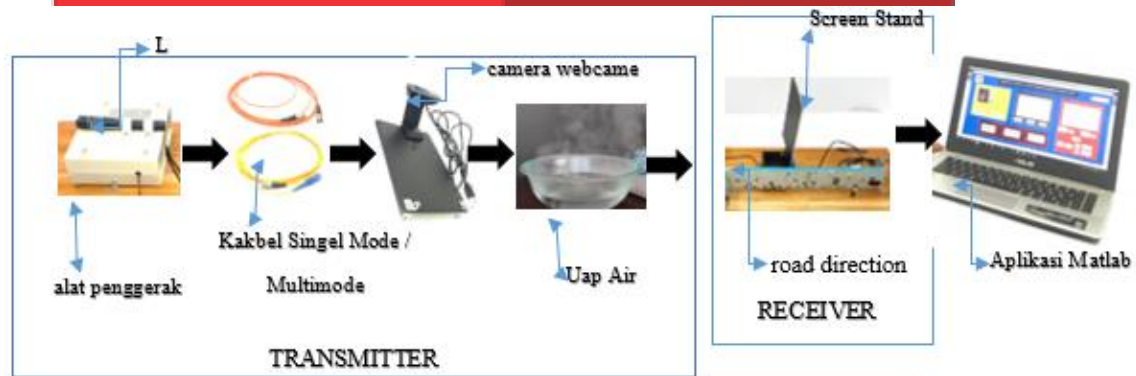 Screen Stand
L
camera webcame
Kakbel Singel Mode /
Multimode
alat penggerak
Uap Air
road direction
Aplikasi Matlab
RECEIVER
TRANSMITTER